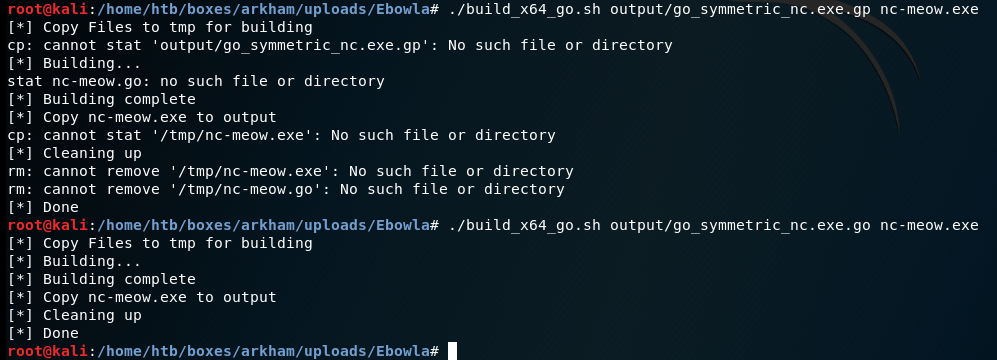 root@kali:/home/htb/boxes/arkham/uploads/Ebowla# ./build_x64_go.sh output/go_symmetric_nc.exe.gp nc-meow.exe
[*] Copy Files to tmp for building
cp: cannot stat 'output/go_symmetric_nc.exe.gp': No such file or directory
[*] Building...
stat nc-meow.go: no such file or directory
[*] Building complete
[*] Copy nc-meow.exe to output
cp: cannot stat '/tmp/nc-meow.exe': No such file or directory
[*] Cleaning up
rm: cannot remove '/tmp/nc-meow.exe': No such file or directory
rm: cannot remove '/tmp/nc-meow.go': No such file or directory
[*] Done
root@kali:/home/htb/boxes/arkham/uploads/Ebowla# ./build_x64_go.sh output/go_symmetric_nc.exe.go nc-meow.exe
[*] Copy Files to tmp for building
[*] Building...
[*] Building complete
[*] Copy nc-meow.exe to output
[*] Cleaning up
[*] Done
root@kali:/home/htb/boxes/arkham/uploads/Ebowla#